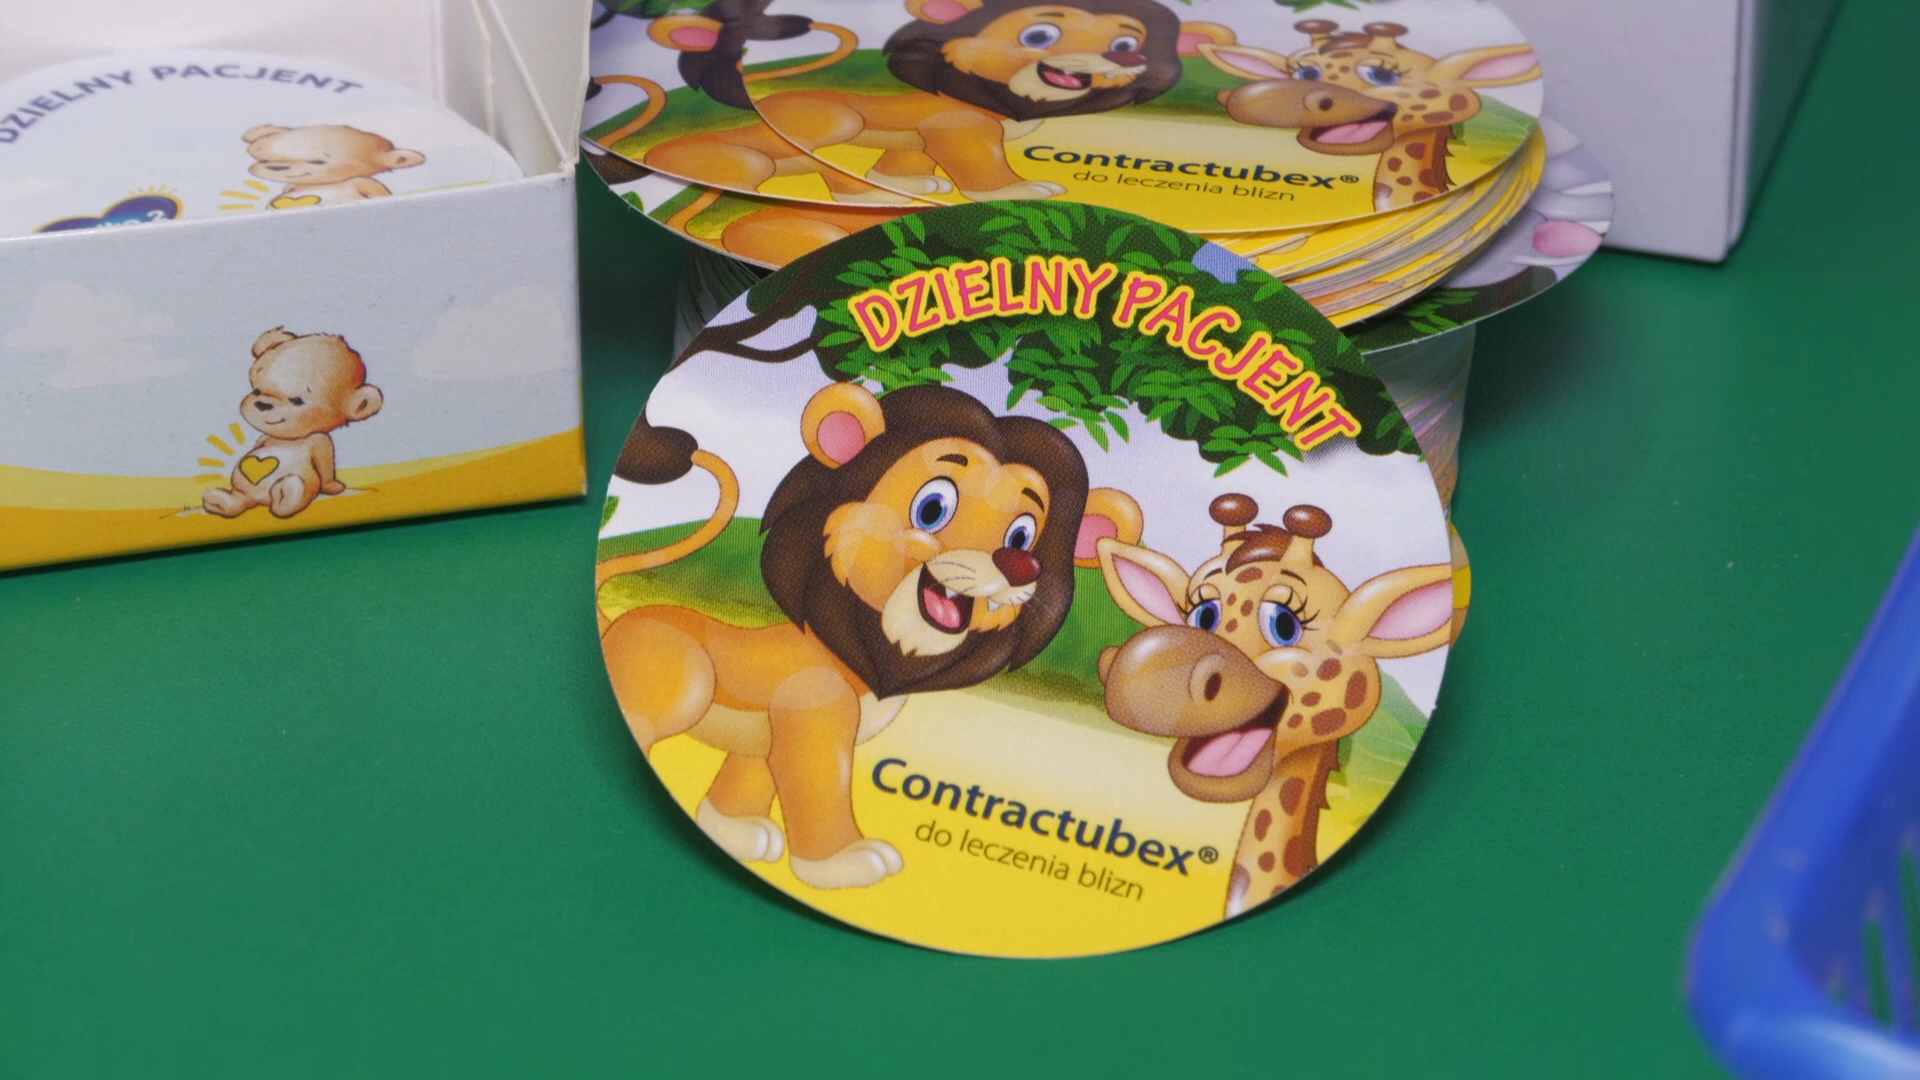 DZIELNY PACJENT
Contractubex®
do leczenia blizn
DZIELNY PACJENT
Contractubex®
do leczenia blizn